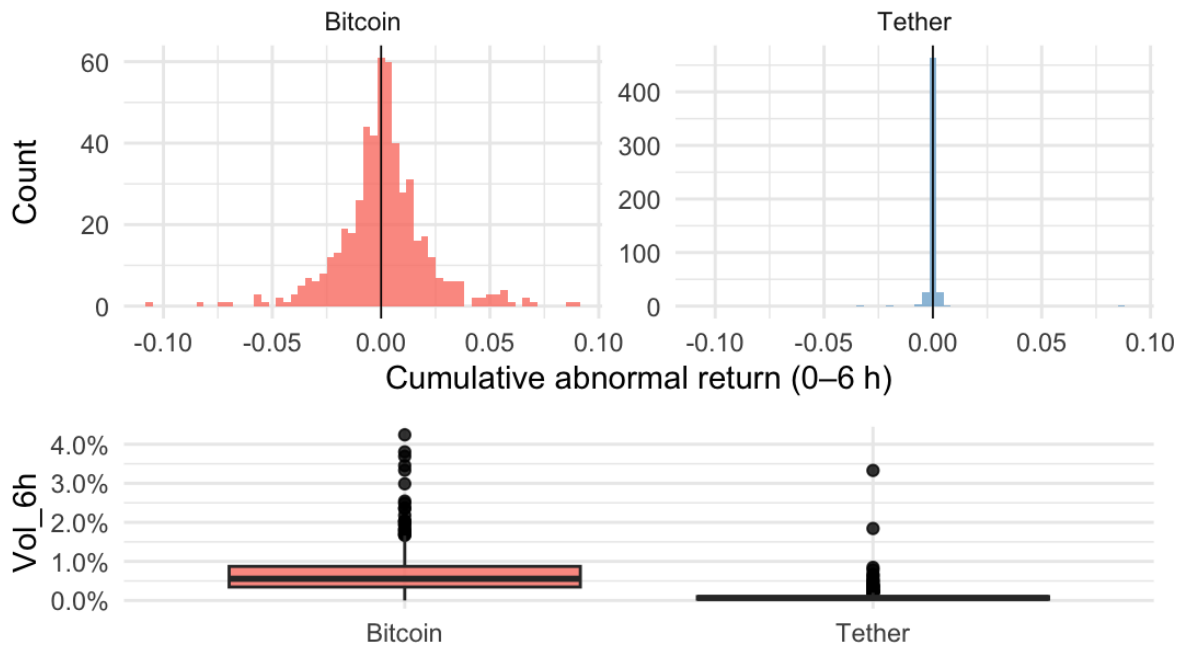 Bitcoin Tether
Count
60
40
20
0
400
300
200
100
0
-0.10 -0.05 0.00 0.05 0.10 -0.10 -0.05 0.00 0.05 0.10
Cumulative abnormal return (0–6 h)
Vol_6h
4.0%
3.0%
2.0%
1.0%
0.0%
Bitcoin Tether